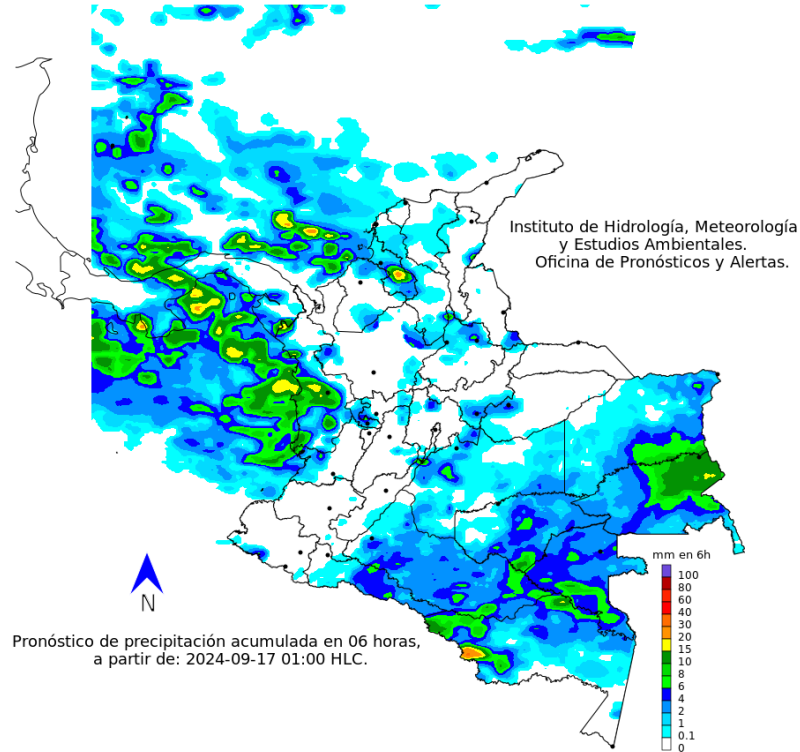 Instituto de Hidrología, Meteorología
y Estudios Ambientales.
Oficina de Pronósticos y Alertas.
mm en 6h
100
80
60
40
30
20
15
10
8
6
4
2
1
0.1
0
N
Pronóstico de precipitación acumulada en 06 horas,
a partir de: 2024-09-17 01:00 HLC.